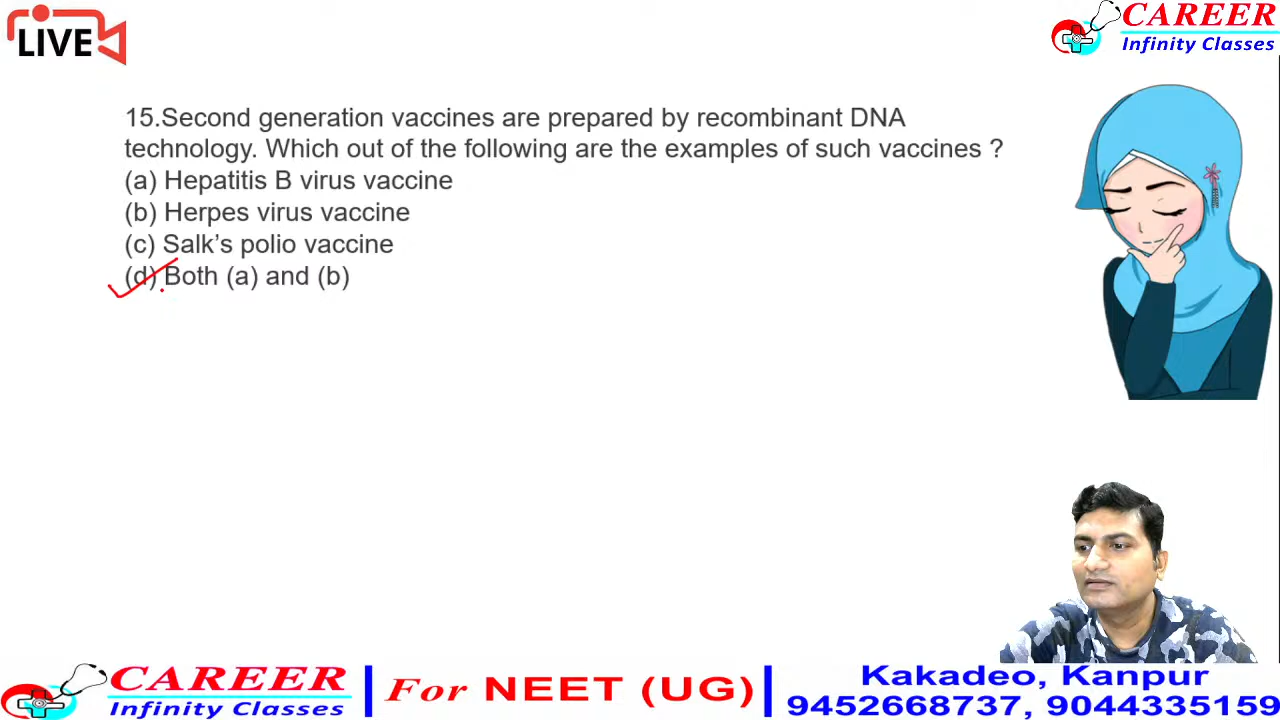 LIVE
CAREER
Infinity Classes
15.Second generation vaccines are prepared by recombinant DNA
technology. Which out of the following are the examples of such vaccines ?
(a) Hepatitis B virus vaccine
(b) Herpes virus vaccine
(c) Salk’s polio vaccine
(d) Both (a) and (b)
CAREER
Infinity Classes
For NEET (UG)
Kakadeo, Kanpur
9452668737, 9044335159